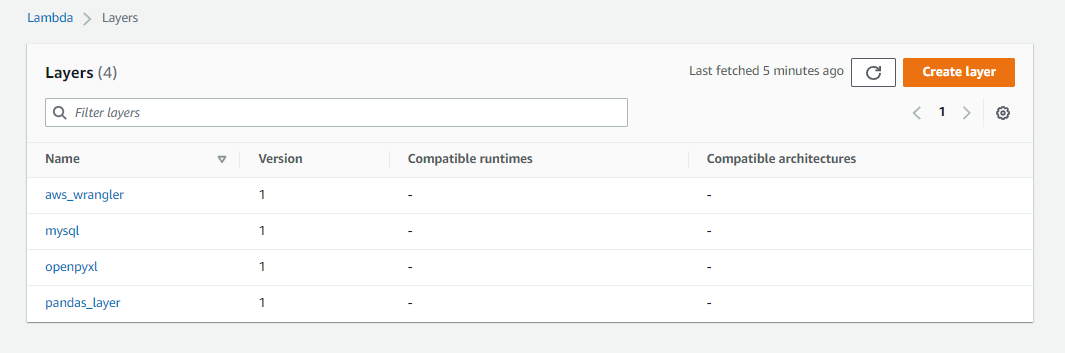 Lambda > Layers
Layers (4)
Last fetched 5 minutes ago
Create layer
Filter layers
1
Name Version Compatible runtimes Compatible architectures
aws_wrangler 1 - -
mysql 1 - -
openpyxl 1 - -
pandas_layer 1 - -